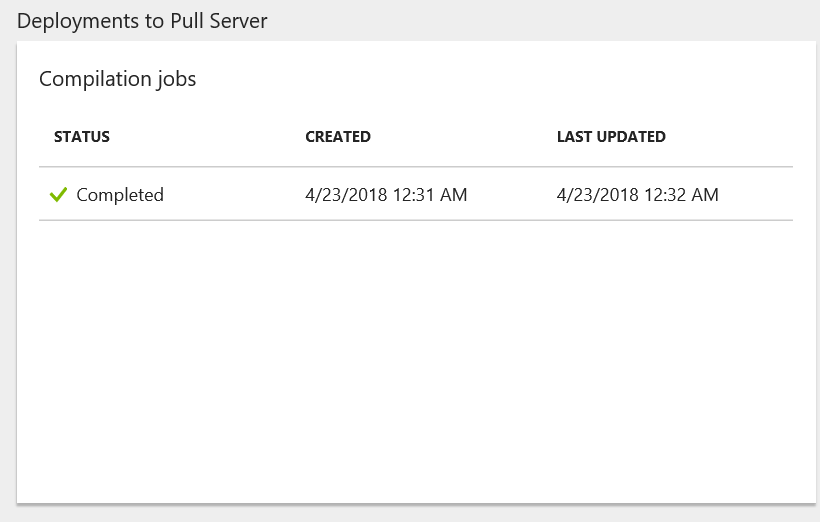 Deployments to Pull Server
Compilation jobs
STATUS CREATED LAST UPDATED
Completed 4/23/2018 12:31 AM 4/23/2018 12:32 AM